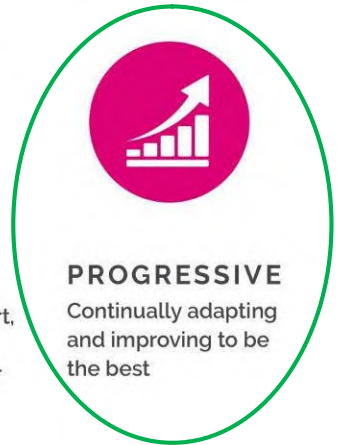 PROGRESSIVE
Continually adapting
and improving to be
the best